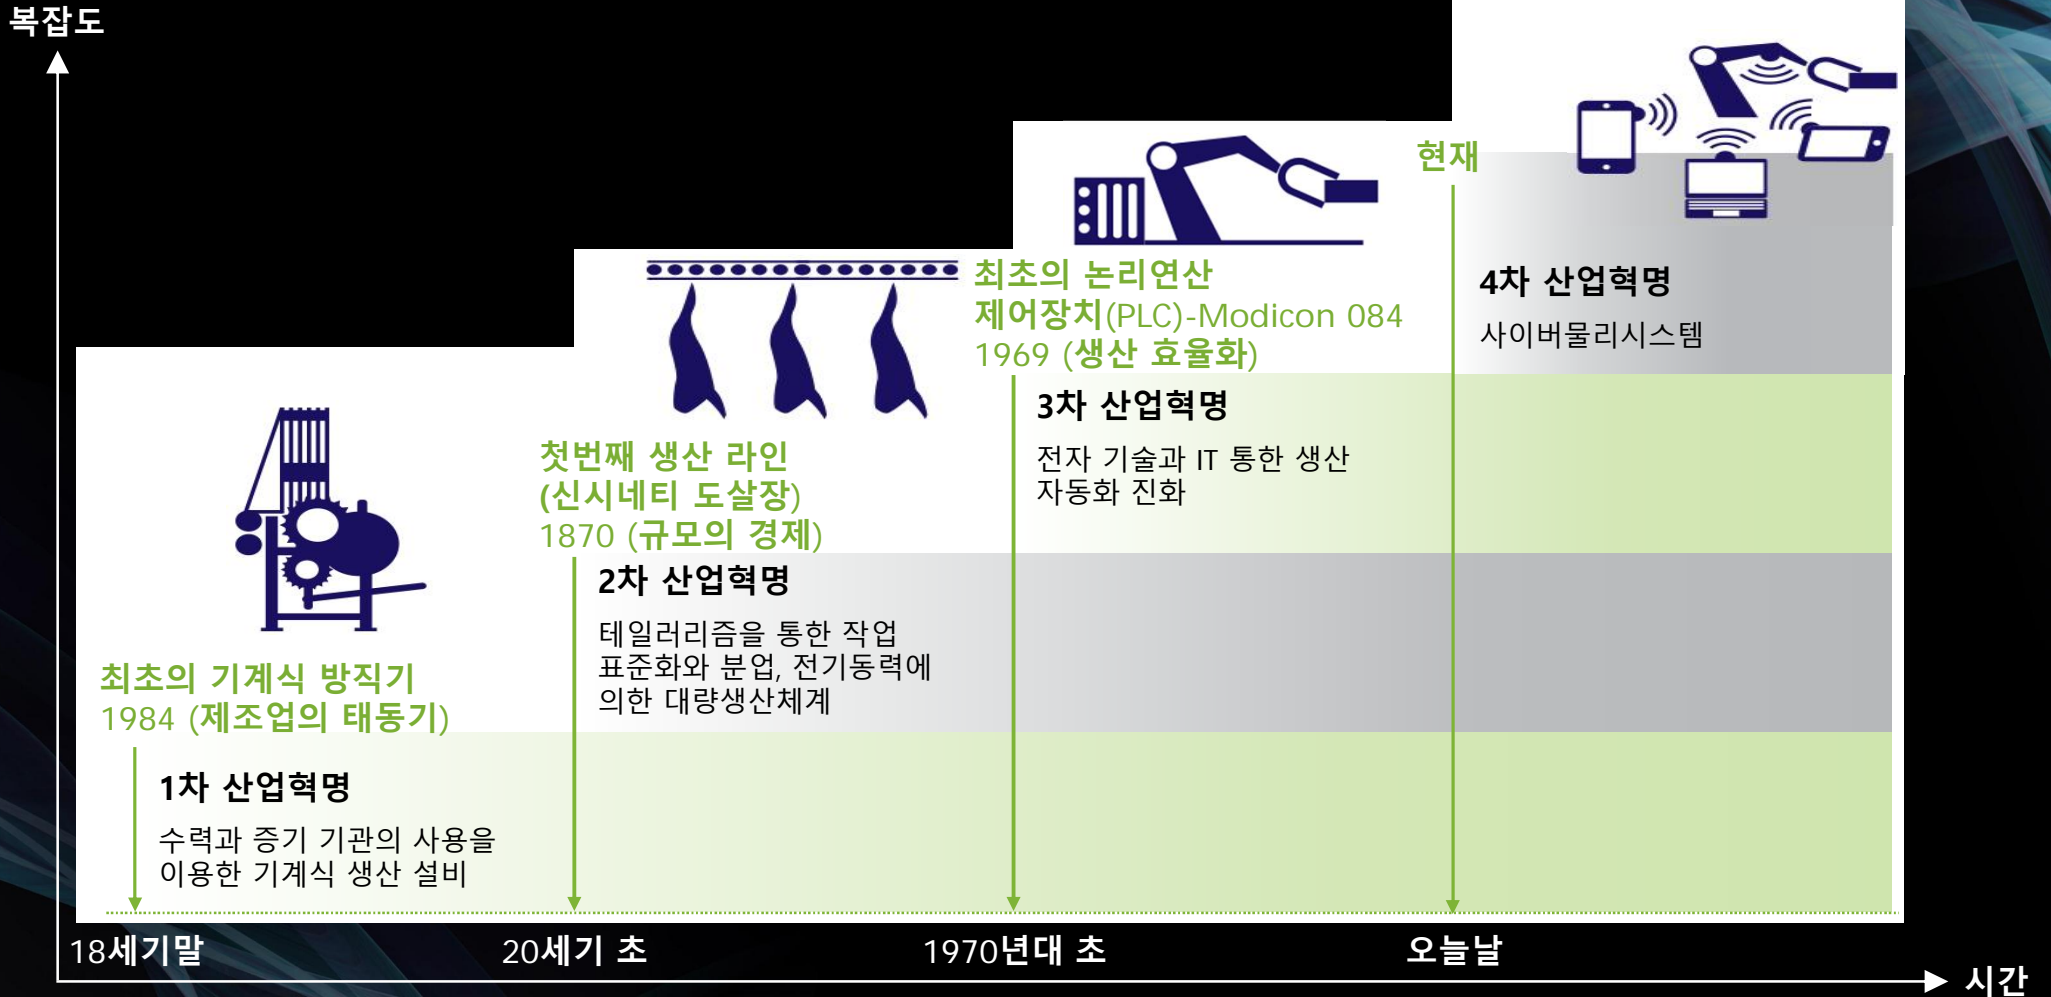 복잡도
현재
최초의 논리연산
제어장치(PLC)-Modicon 084
1969 (생산 효율화)
4차 산업혁명
사이버물리시스템
3차 산업혁명
전자 기술과 IT 통한 생산
자동화 진화
첫번째 생산 라인
(신시네티 도살장)
1870 (규모의 경제)
2차 산업혁명
테일러리즘을 통한 작업
표준화와 분업, 전기동력에
의한 대량생산체계
최초의 기계식 방직기
1984 (제조업의 태동기)
1차 산업혁명
수력과 증기 기관의 사용을
이용한 기계식 생산 설비
18세기말
20세기 초
1970년대 초
오늘날
시간